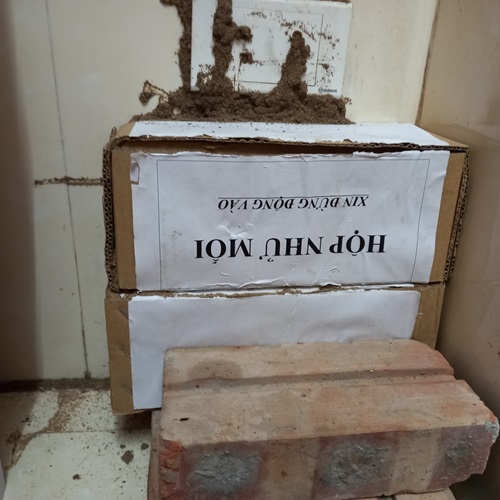 HỘP NHỬ MỐI
XIN ĐỪNG ĐỘNG VÀO